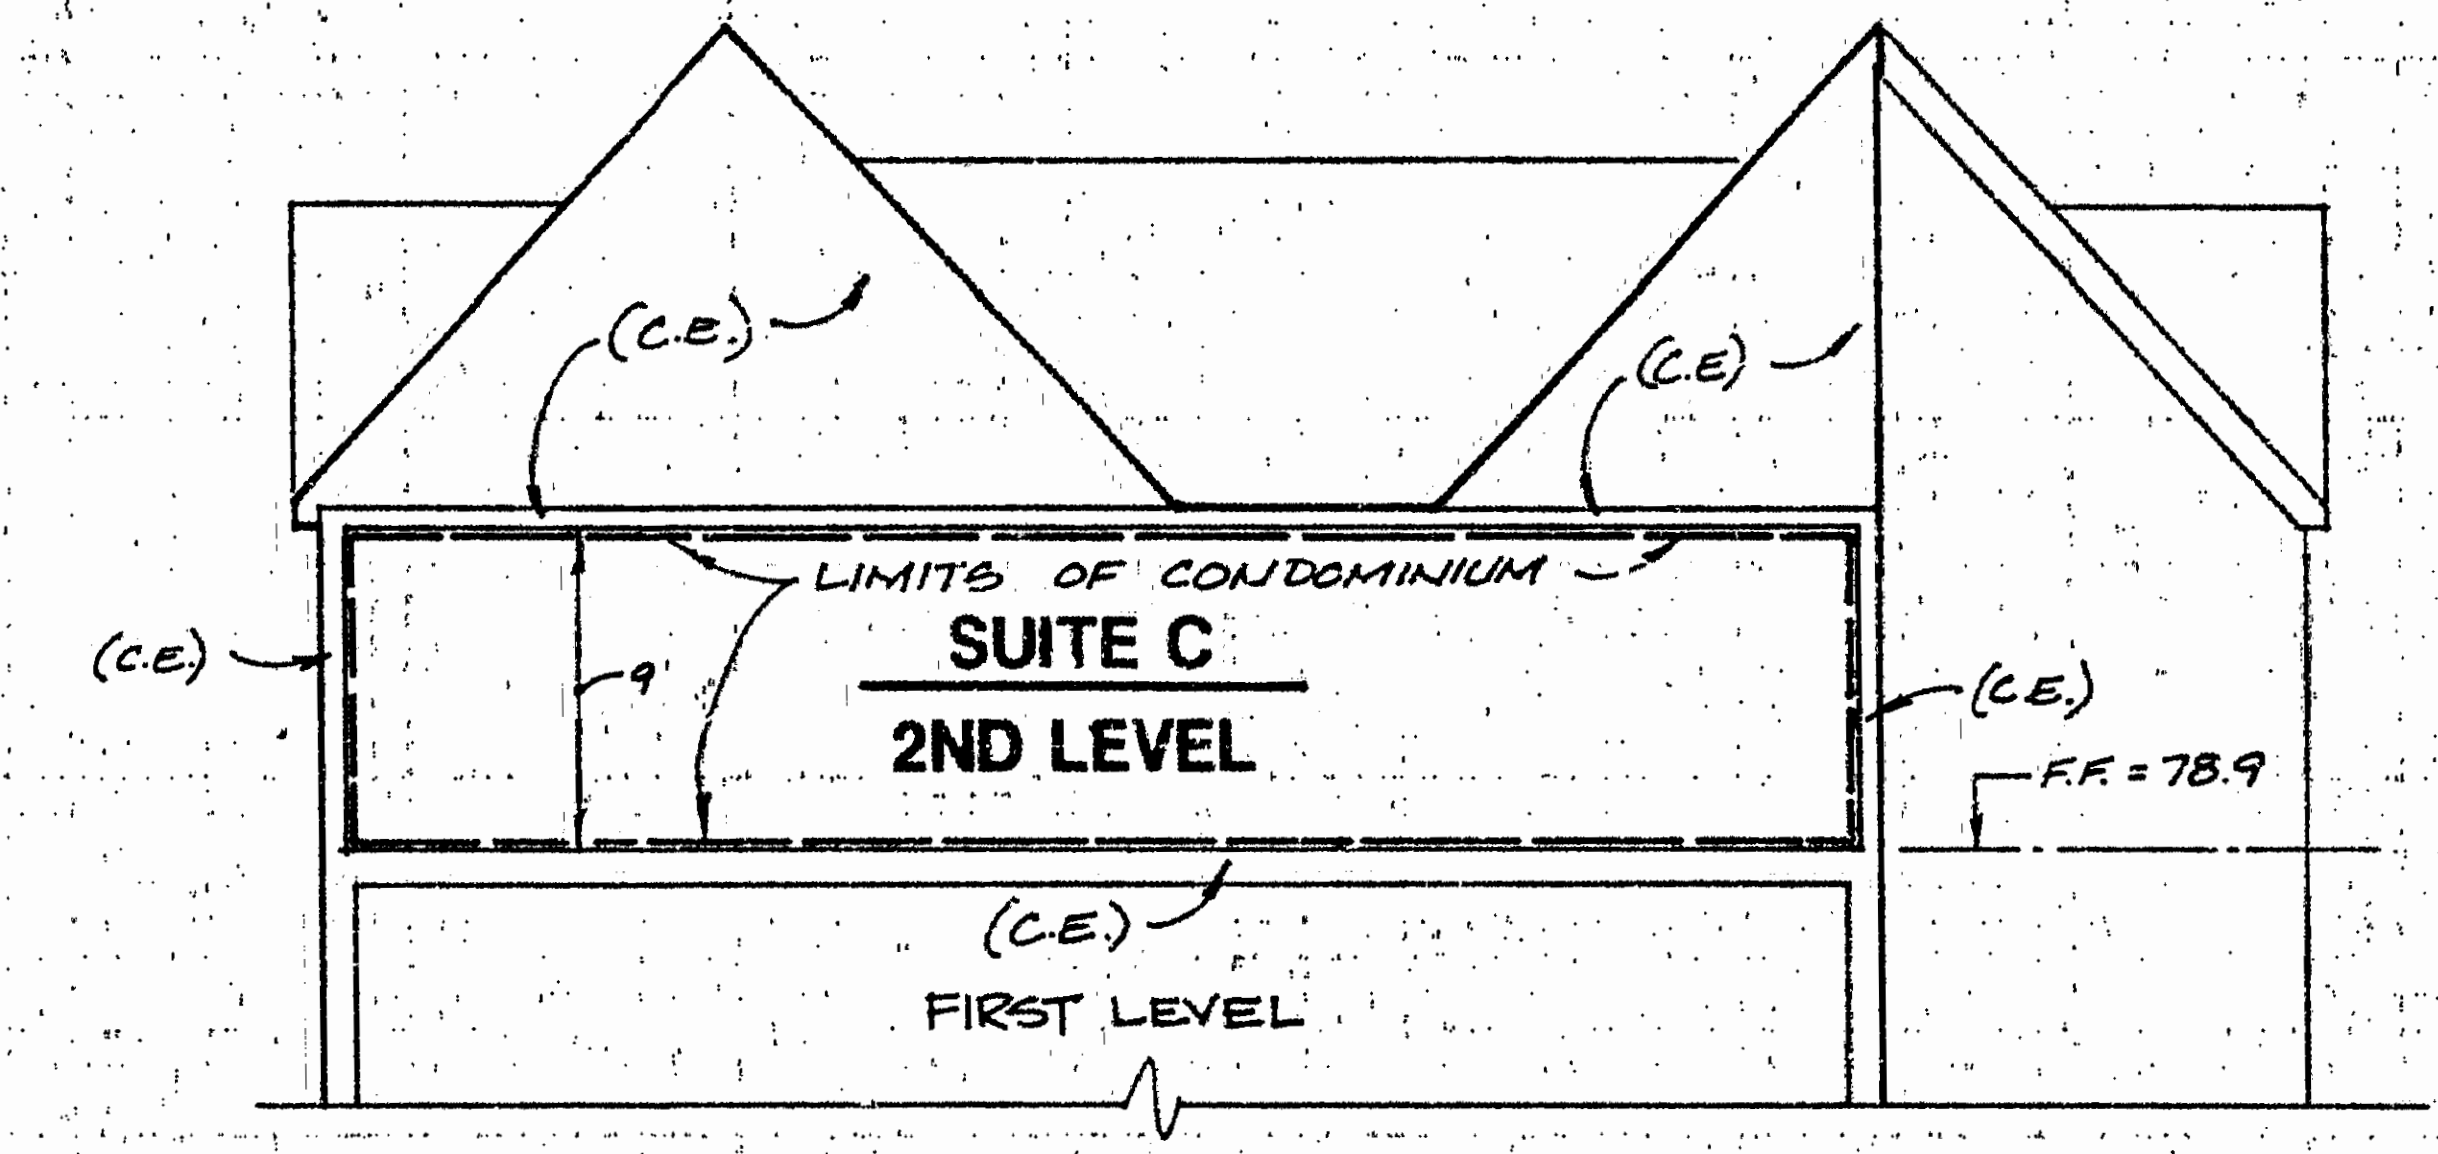 (C.E.)
(C.E)
LIMITS OF CONDOMINIUM
SUITE C
2ND LEVEL
(C.E.)
9'
(C.E.)
F.F. = 78.9
(C.E.)
FIRST LEVEL